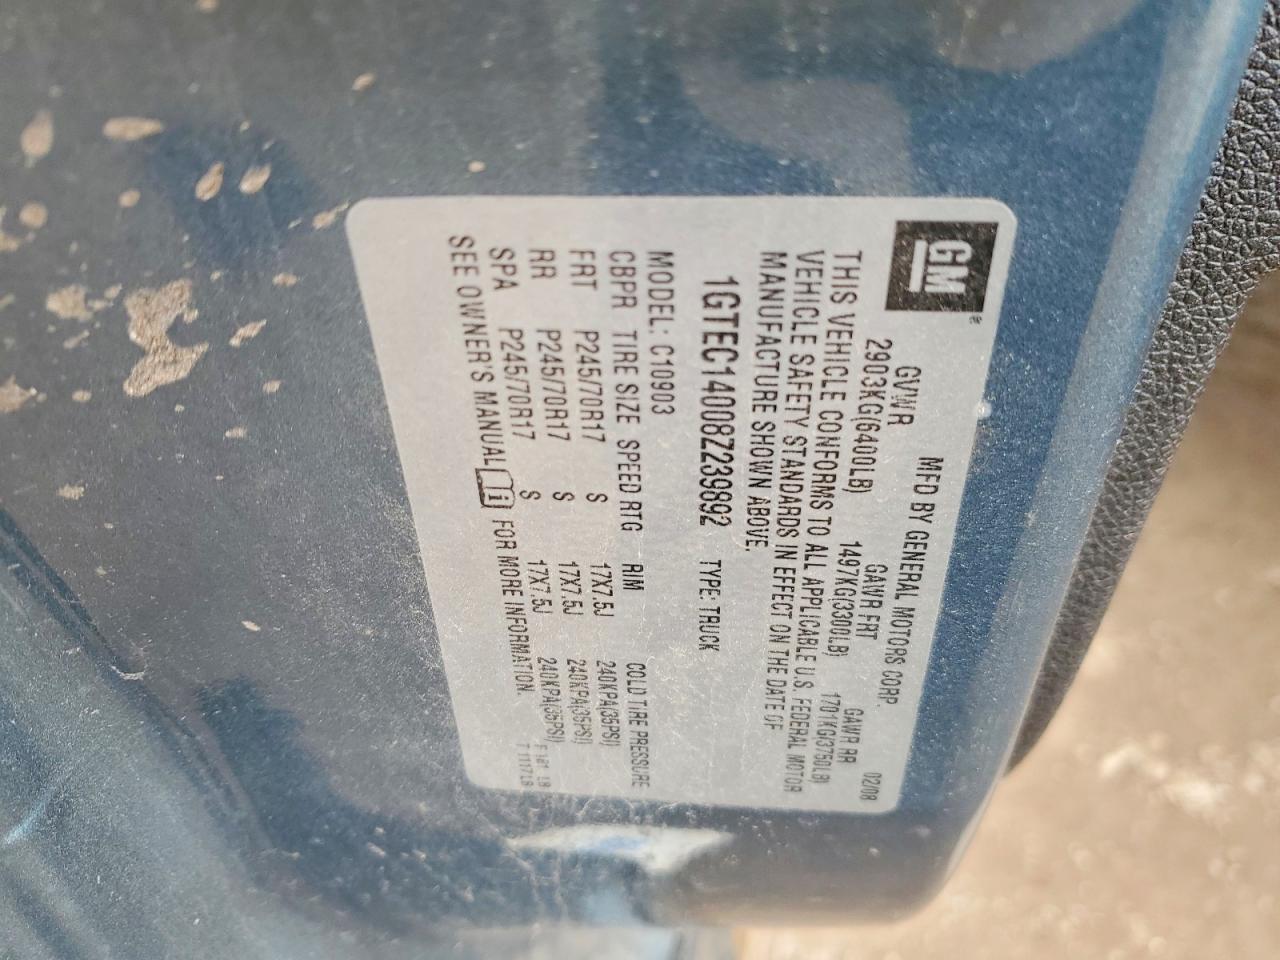 GM
MFD BY GENERAL MOTORS CORP. 02/08
GVWR GAWR FRT GAWR RR
2903KG(6400LB) 1497KG(3300LB) 1701KG(3750LB)
THIS VEHICLE CONFORMS TO ALL APPLICABLE U.S. FEDERAL MOTOR
VEHICLE SAFETY STANDARDS IN EFFECT ON THE DATE OF
MANUFACTURE SHOWN ABOVE.
1GTEC14008Z239892 TYPE: TRUCK
MODEL: C10903
CBPR TIRE SIZE SPEED RTG RIM COLD TIRE PRESSURE
FRT P245/70R17 S 17X7.5J 240KPA(35PSI)
RR P245/70R17 S 17X7.5J 240KPA(35PSI)
SPA P245/70R17 S 17X7.5J 240KPA(35PSI)
SEE OWNER'S MANUAL i FOR MORE INFORMATION.
T 1117 LB